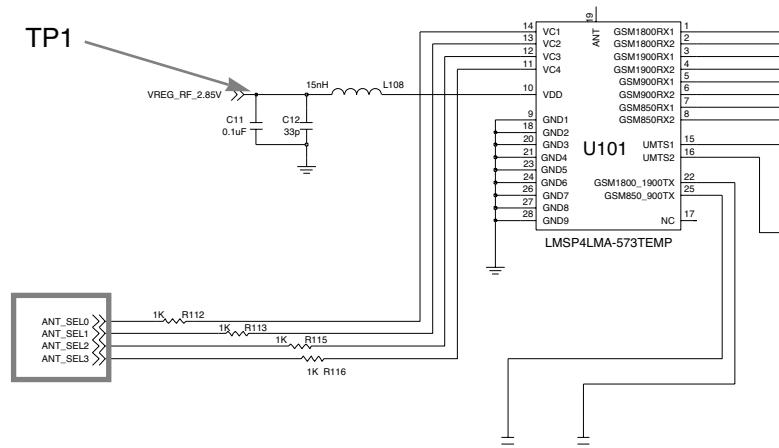 TP1
VREG_RF_2.85V
15nH
L108
C11
0.1uF
C12
33p
14
13
12
11
10
9
18
20
21
23
24
26
27
28
VC1
VC2
VC3
VC4
VDD
GND1
GND2
GND3
GND4
GND5
GND6
GND7
GND8
GND9
19
ANT
U101
GSM1800RX1
GSM1800RX2
GSM1900RX1
GSM1900RX2
GSM900RX1
GSM900RX2
GSM850RX1
GSM850RX2
UMTS1
UMTS2
GSM1800_1900TX
GSM850_900TX
NC
1
2
3
4
5
6
7
8
15
16
22
25
17
LMSP4LMA-573TEMP
ANT_SEL0
ANT_SEL1
ANT_SEL2
ANT_SEL3
1K R112
1K R113
1K R115
1K R116